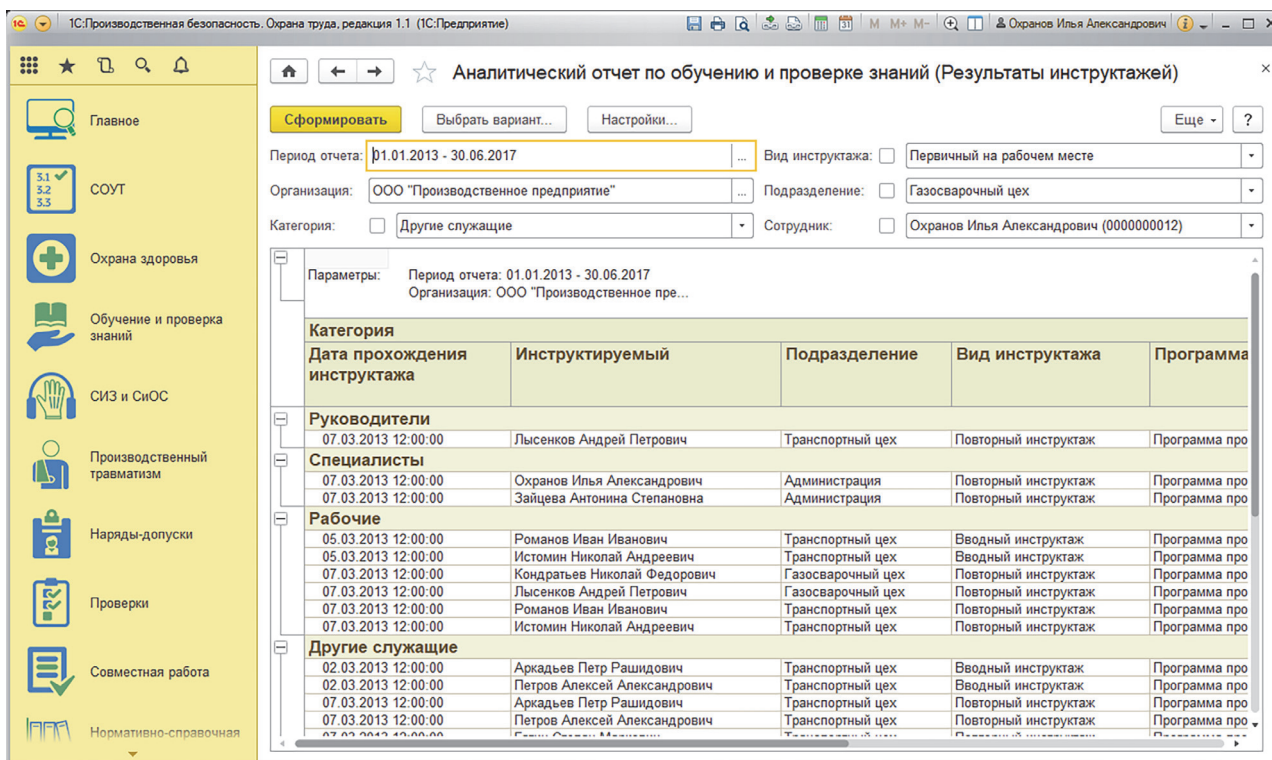 1С:Производственная безопасность. Охрана труда, редакция 1.1 (1С:Предприятие)
M M+ M-
Охранов Илья Александрович
Главное
3.1
3.2
3.3
СОУТ
Охрана здоровья
Обучение и проверка
знаний
СИЗ и СиОС
Производственный
травматизм
Наряды-допуски
Проверки
Совместная работа
Нормативно-справочная
Аналитический отчет по обучению и проверке знаний (Результаты инструктажей)
Сформировать Выбрать вариант... Настройки... Еще ?
Период отчета: 01.01.2013 - 30.06.2017 ... Вид инструктажа: Первичный на рабочем месте
Организация: ООО "Производственное предприятие" ... Подразделение: Газосварочный цех
Категория: Другие служащие Сотрудник: Охранов Илья Александрович (0000000012)
Параметры: Период отчета: 01.01.2013 - 30.06.2017
Организация: ООО "Производственное пре...
Категория
Дата прохождения Инструктируемый Подразделение Вид инструктажа Программа
инструктажа
Руководители
07.03.2013 12:00:00 Лысенков Андрей Петрович Транспортный цех Повторный инструктаж Программа про
Специалисты
07.03.2013 12:00:00 Охранов Илья Александрович Администрация Повторный инструктаж Программа про
07.03.2013 12:00:00 Зайцева Антонина Степановна Администрация Повторный инструктаж Программа про
Рабочие
05.03.2013 12:00:00 Романов Иван Иванович Транспортный цех Вводный инструктаж Программа про
05.03.2013 12:00:00 Истомин Николай Андреевич Транспортный цех Вводный инструктаж Программа про
07.03.2013 12:00:00 Кондратьев Николай Федорович Газосварочный цех Повторный инструктаж Программа про
07.03.2013 12:00:00 Лысенков Андрей Петрович Газосварочный цех Повторный инструктаж Программа про
07.03.2013 12:00:00 Романов Иван Иванович Транспортный цех Повторный инструктаж Программа про
07.03.2013 12:00:00 Истомин Николай Андреевич Транспортный цех Повторный инструктаж Программа про
Другие служащие
02.03.2013 12:00:00 Аркадьев Петр Рашидович Транспортный цех Вводный инструктаж Программа про
02.03.2013 12:00:00 Петров Алексей Александрович Транспортный цех Вводный инструктаж Программа про
07.03.2013 12:00:00 Аркадьев Петр Рашидович Транспортный цех Повторный инструктаж Программа про
07.03.2013 12:00:00 Петров Алексей Александрович Транспортный цех Повторный инструктаж Программа про